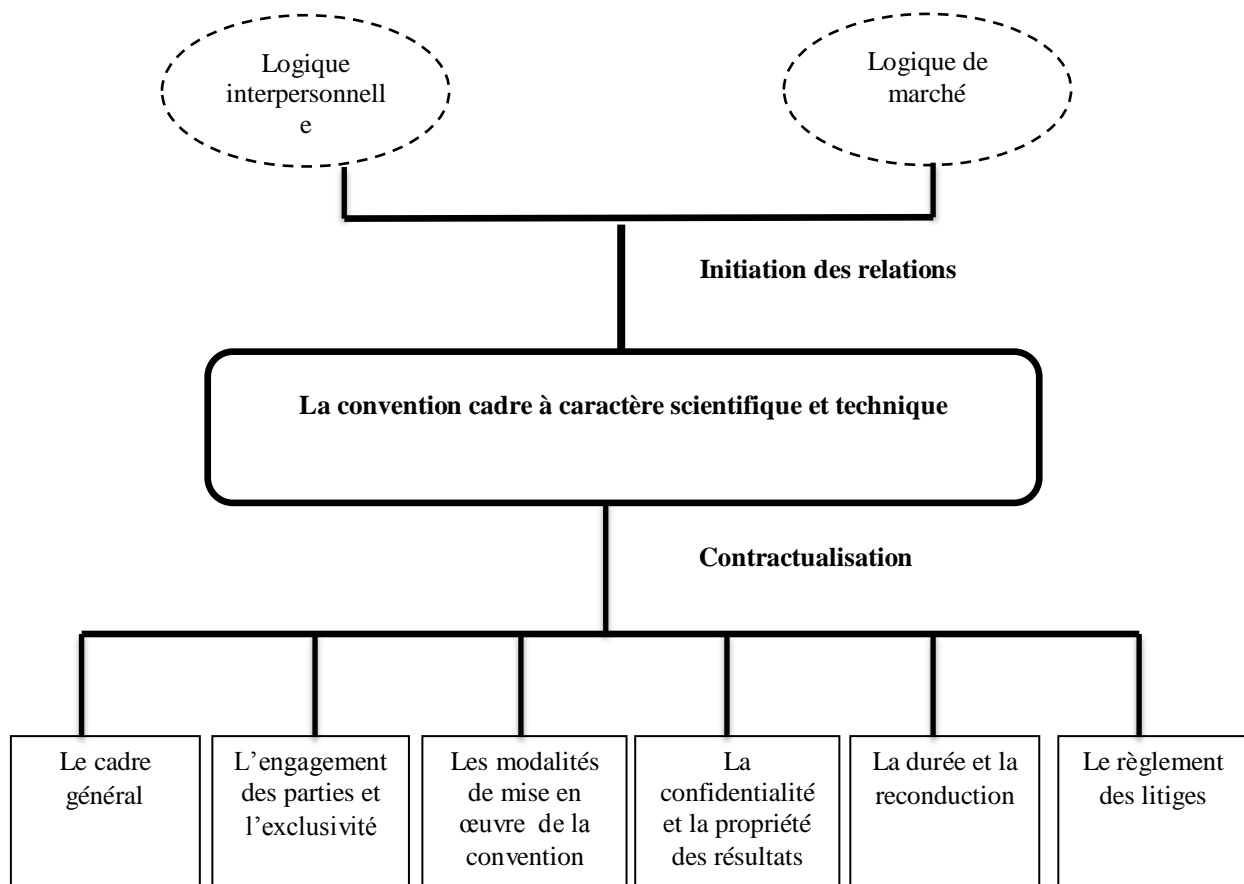 Logique
interpersonnell
e
Logique de
marché
Initiation des relations
La convention cadre à caractère scientifique et technique
Contractualisation
Le cadre
général
L’engagement
des parties et
l’exclusivité
Les modalités
de mise en
œuvre de la
convention
La
confidentialité
et la propriété
des résultats
La durée et la
reconduction
Le règlement
des litiges